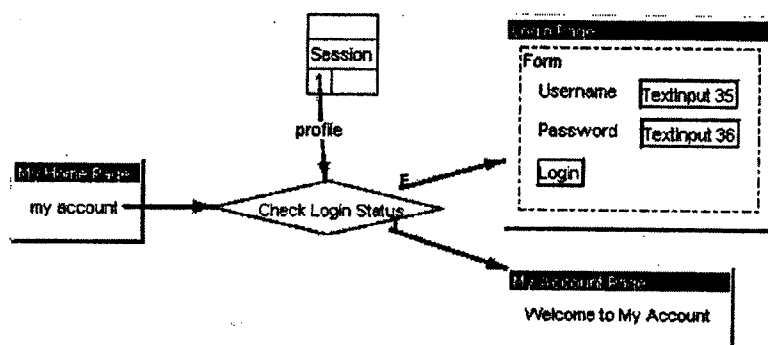 Session
profile
My Home Page
my account
Check Login Status
F
Login Page
Form
Username TextInput 35
Password TextInput 36
Login
My Account Page
Welcome to My Account